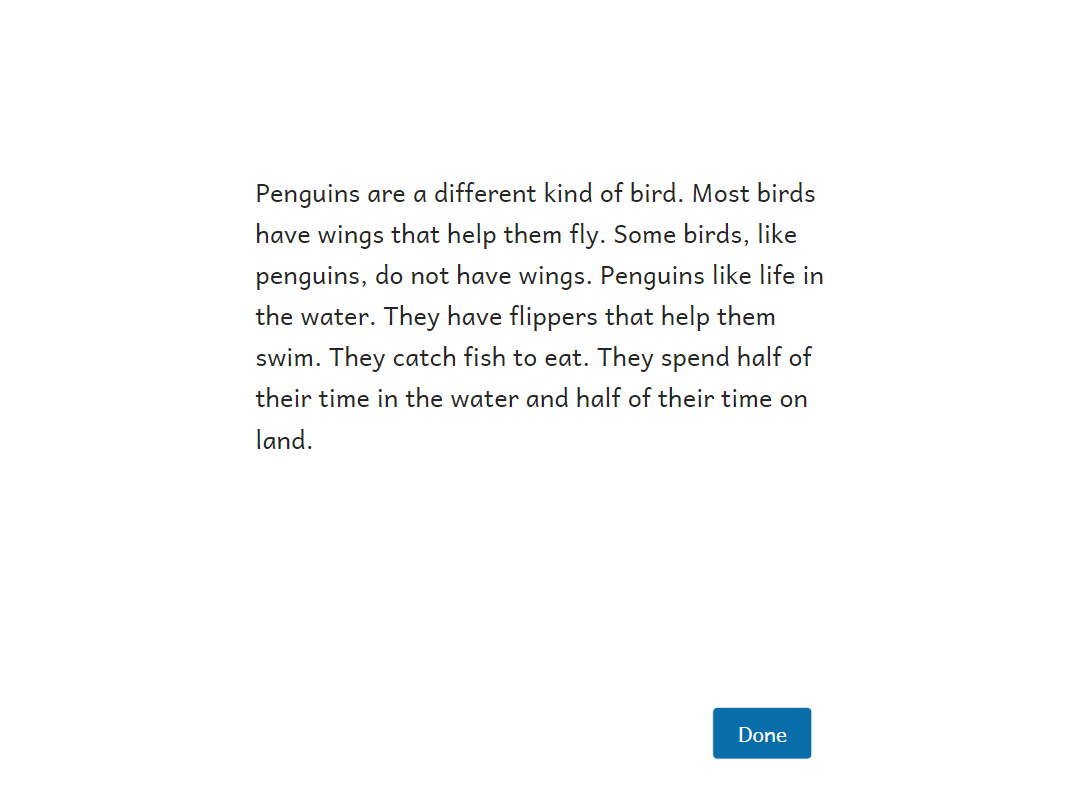 Penguins are a different kind of bird. Most birds
have wings that help them fly. Some birds, like
penguins, do not have wings. Penguins like life in
the water. They have flippers that help them
swim. They catch fish to eat. They spend half of
their time in the water and half of their time on
land.
Done